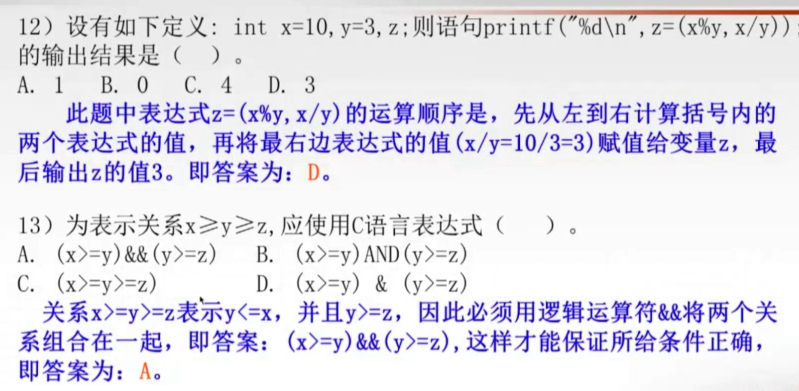 12）设有如下定义: int x=10,y=3,z;则语句printf("%d\n",z=(x%y,x/y));
的输出结果是（　）。
A. 1　B. 0　C. 4　D. 3
此题中表达式z=(x%y,x/y)的运算顺序是，先从左到右计算括号内的
两个表达式的值，再将最右边表达式的值(x/y=10/3=3)赋值给变量z，最
后输出z的值3。即答案为：D。
13）为表示关系x≥y≥z,应使用C语言表达式（　）。
A. (x>=y)&&(y>=z)　B. (x>=y)AND(y>=z)
C. (x>=y>=z)　D. (x>=y) & (y>=z)
关系x>=y>=z表示y<=x，并且y>=z，因此必须用逻辑运算符&&将两个关
系组合在一起，即答案：(x>=y)&&(y>=z),这样才能保证所给条件正确，
即答案为：A。